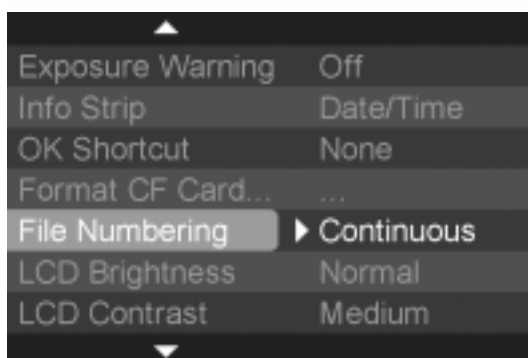 Exposure Warning Off
Info Strip Date/Time
OK Shortcut None
Format CF Card... ...
File Numbering Continuous
LCD Brightness Normal
LCD Contrast Medium